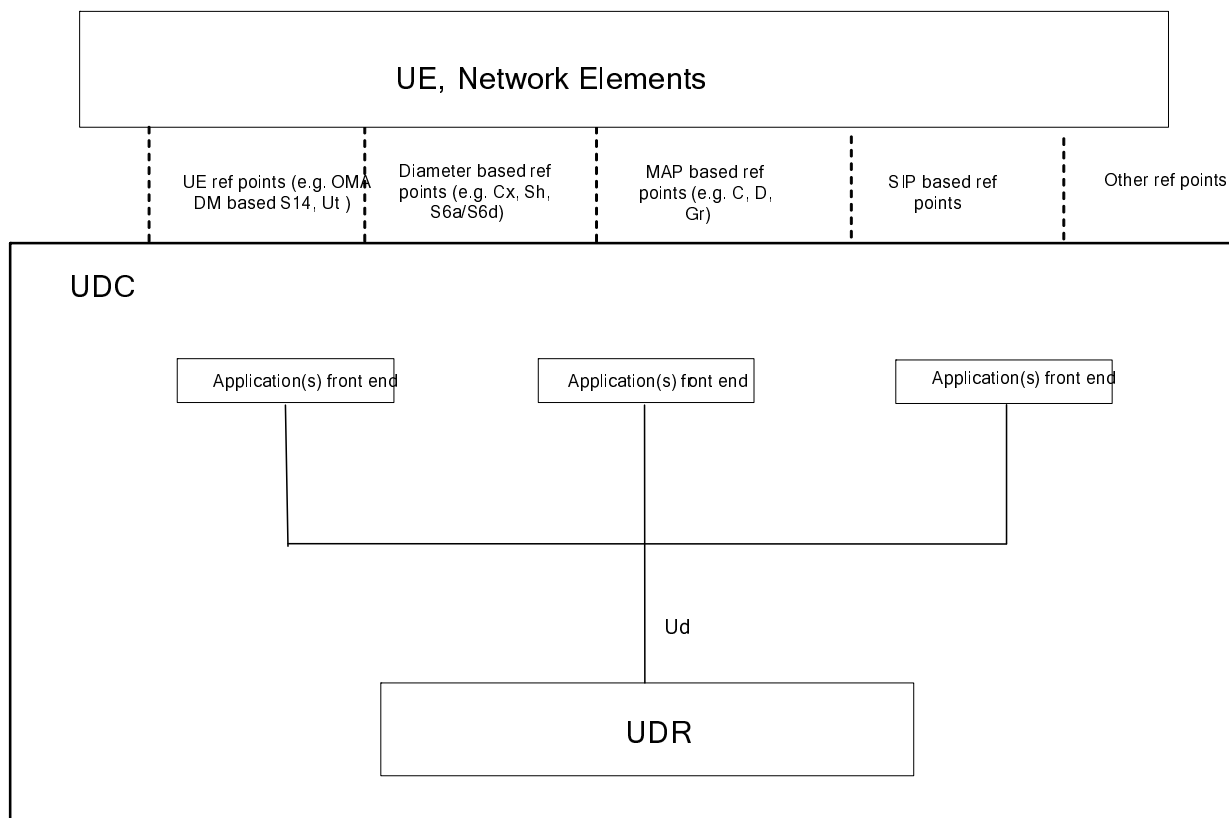 UE, Network Elements
UE ref points (e.g. OMA
DM based S14, Ut )
Diameter based ref
points (e.g. Cx, Sh,
S6a/S6d)
MAP based ref
points (e.g. C, D,
Gr)
SIP based ref
points
Other ref points
UDC
Application(s) front end
Application(s) front end
Application(s) front end
Ud
UDR